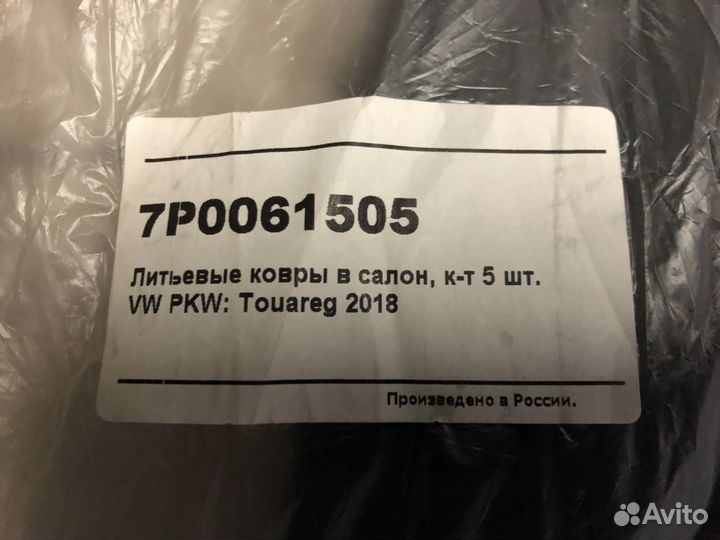 7P0061505
Литьевые ковры в салон, к-т 5 шт.
VW PKW: Touareg 2018
Произведено в России.
Avito